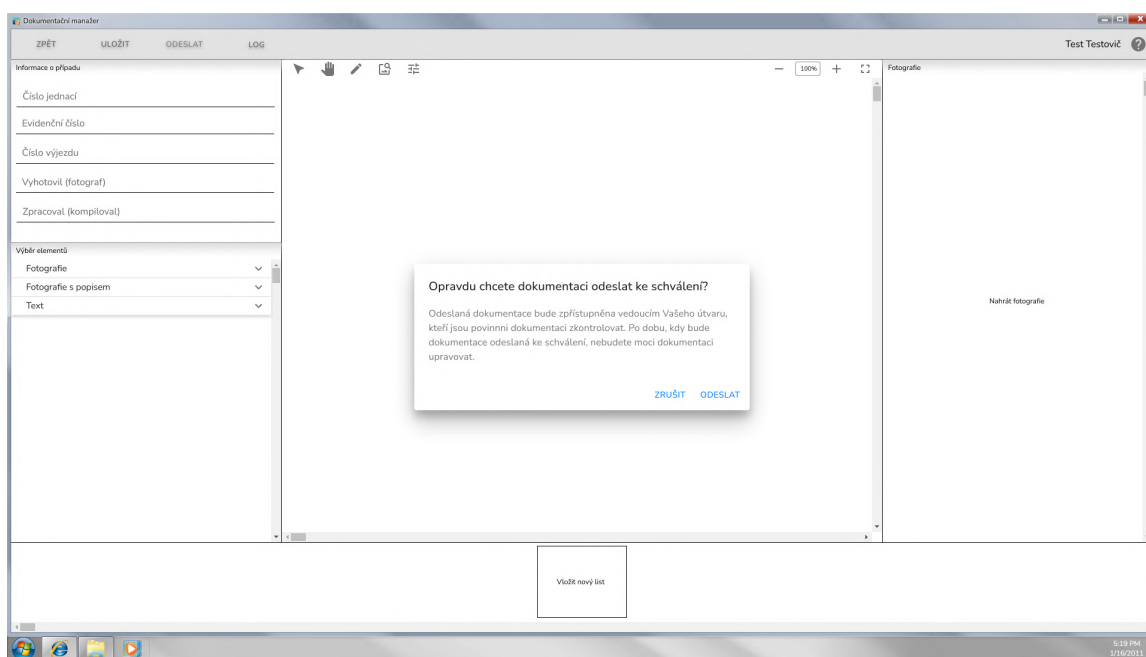 Dokumentační manažer
ZPĚT ULOŽIT ODESLAT LOG
Test Testovič ?
Informace o případu
Číslo jednací
Evidenční číslo
Číslo výjezdu
Vyhotovil (fotograf)
Zpracoval (kompiloval)
Výběr elementů
Fotografie
Fotografie s popisem
Text
100%
Opravdu chcete dokumentaci odeslat ke schválení?
Odeslaná dokumentace bude zpřístupněna vedoucím Vašeho útvaru,
kteří jsou povinnni dokumentaci zkontrolovat. Po dobu, kdy bude
dokumentace odeslaná ke schválení, nebudete moci dokumentaci
upravovat.
ZRUŠIT ODESLAT
Fotografie
Nahrát fotografie
Vložit nový list
5:19 PM
1/16/2011